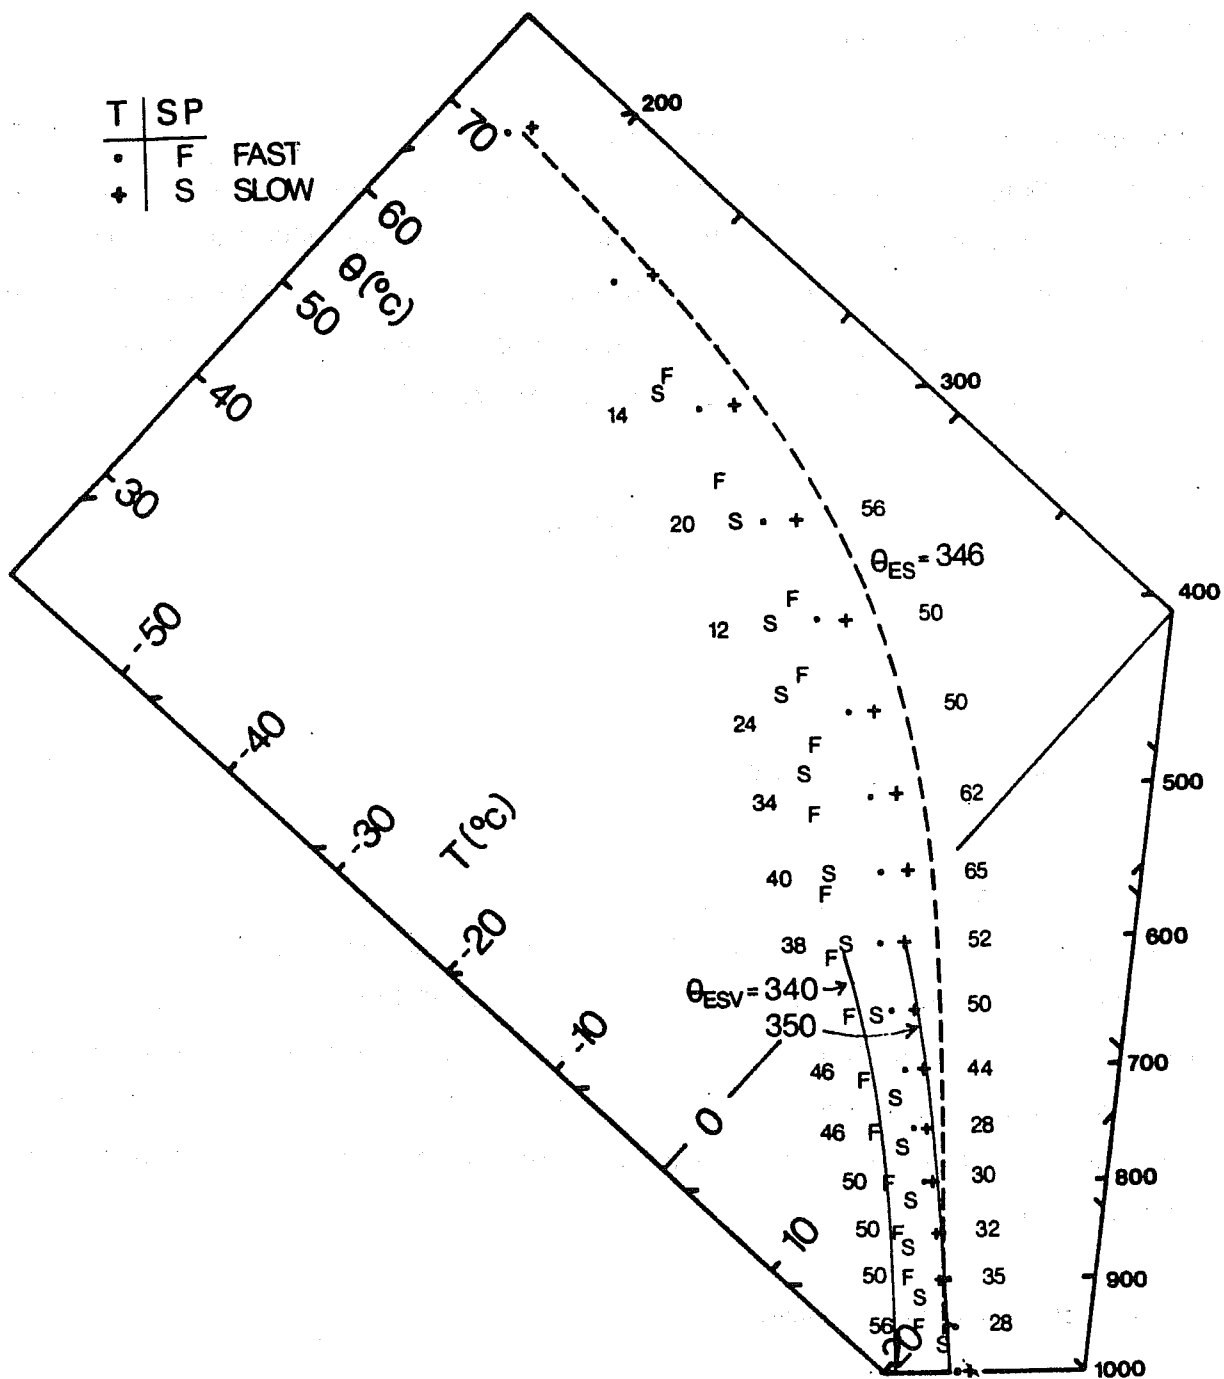 T | SP
· F FAST
+ S SLOW
200
70
60
θ(°C)
50
300
40
F
S
14
30
F
56
20 S
θES = 346
400
F
50
12 S
-50
F
S
50
24
-40
F
S
500
34 62
F
-30
T(°C)
40 S 65
F
-20
38 S 52 600
F
θESV = 340
50
F S
350
-10
46 44 700
F
S
0
46 F 28
S
50 F 30 800
S
10
50 F 32
S
50 F 35 900
S
56 F 28
20 S
1000